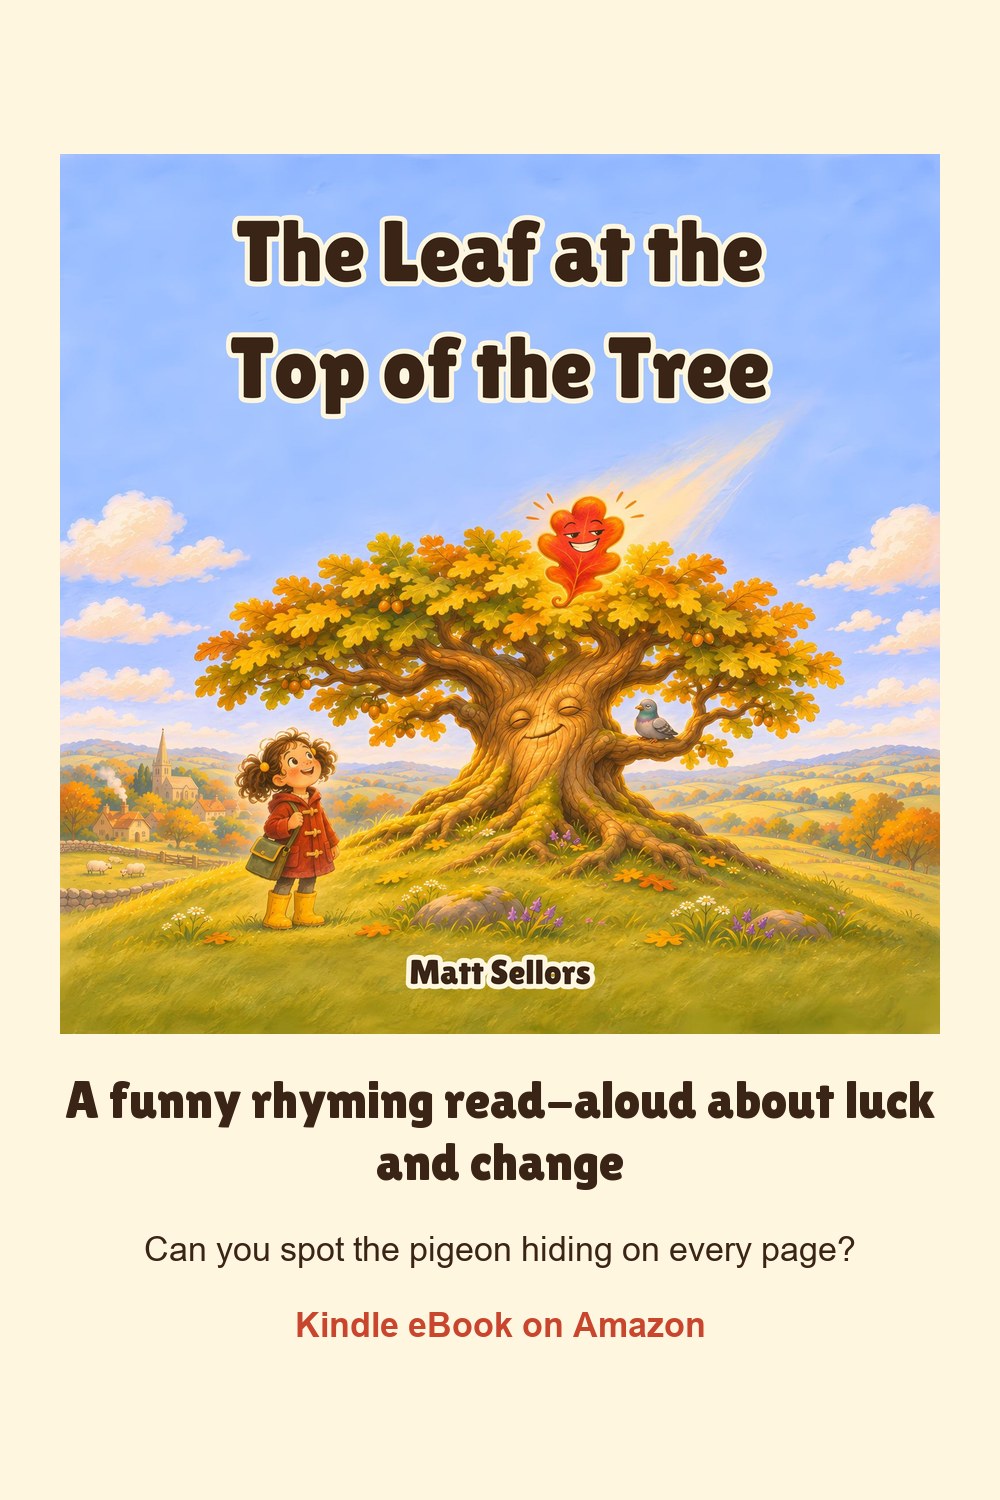 The Leaf at the
Top of the Tree
Matt Sellors
A funny rhyming read-aloud about luck
and change
Can you spot the pigeon hiding on every page?
Kindle eBook on Amazon